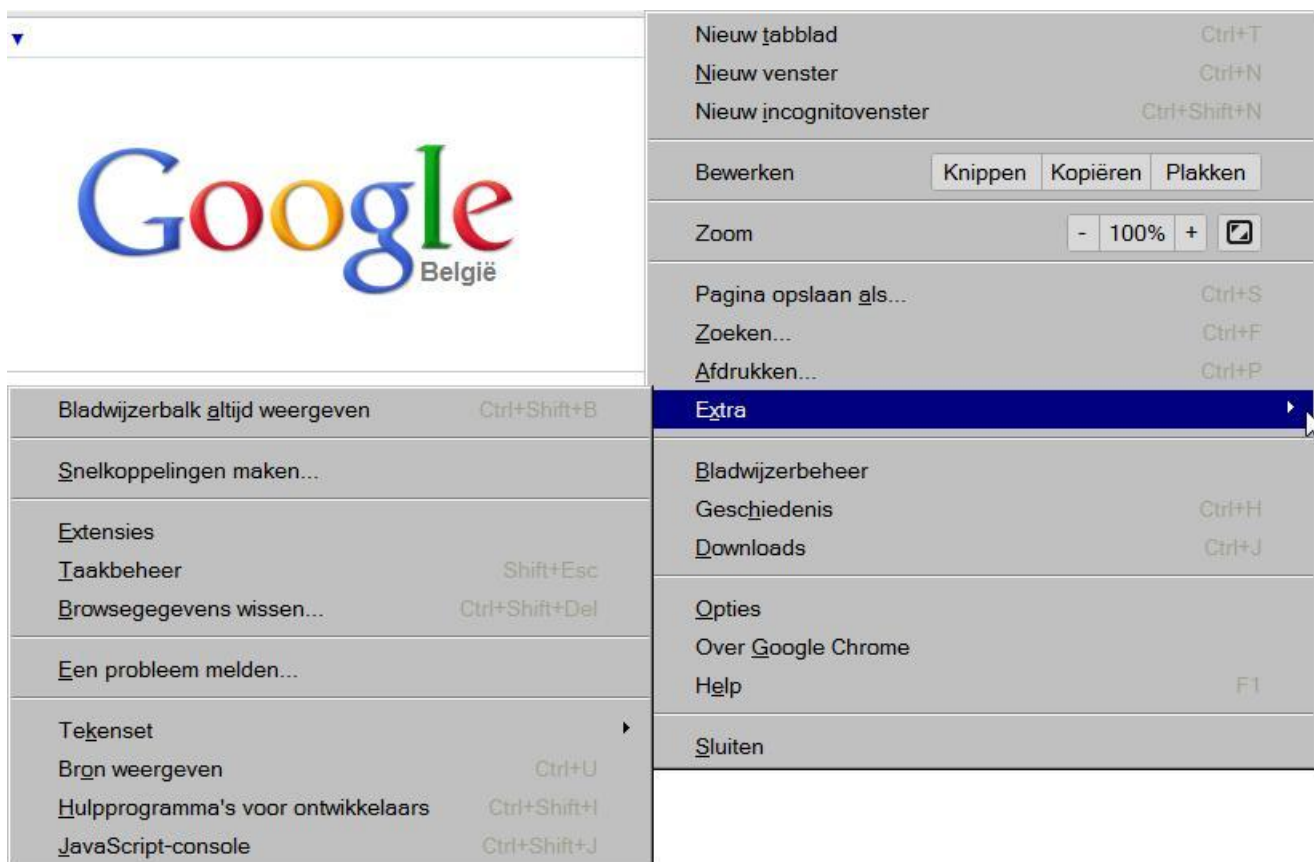 Google
België
Nieuw tabblad Ctrl+T
Nieuw venster Ctrl+N
Nieuw incognitovenster Ctrl+Shift+N
Bewerken Knippen Kopiëren Plakken
Zoom - 100% +
Pagina opslaan als... Ctrl+S
Zoeken... Ctrl+F
Afdrukken... Ctrl+P
Extra
Bladwijzerbeheer
Geschiedenis Ctrl+H
Downloads Ctrl+J
Opties
Over Google Chrome
Help F1
Sluiten
Bladwijzerbalk altijd weergeven Ctrl+Shift+B
Snelkoppelingen maken...
Extensies
Taakbeheer Shift+Esc
Browsegegevens wissen... Ctrl+Shift+Del
Een probleem melden...
Tekenset
Bron weergeven Ctrl+U
Hulpprogramma's voor ontwikkelaars Ctrl+Shift+I
JavaScript-console Ctrl+Shift+J